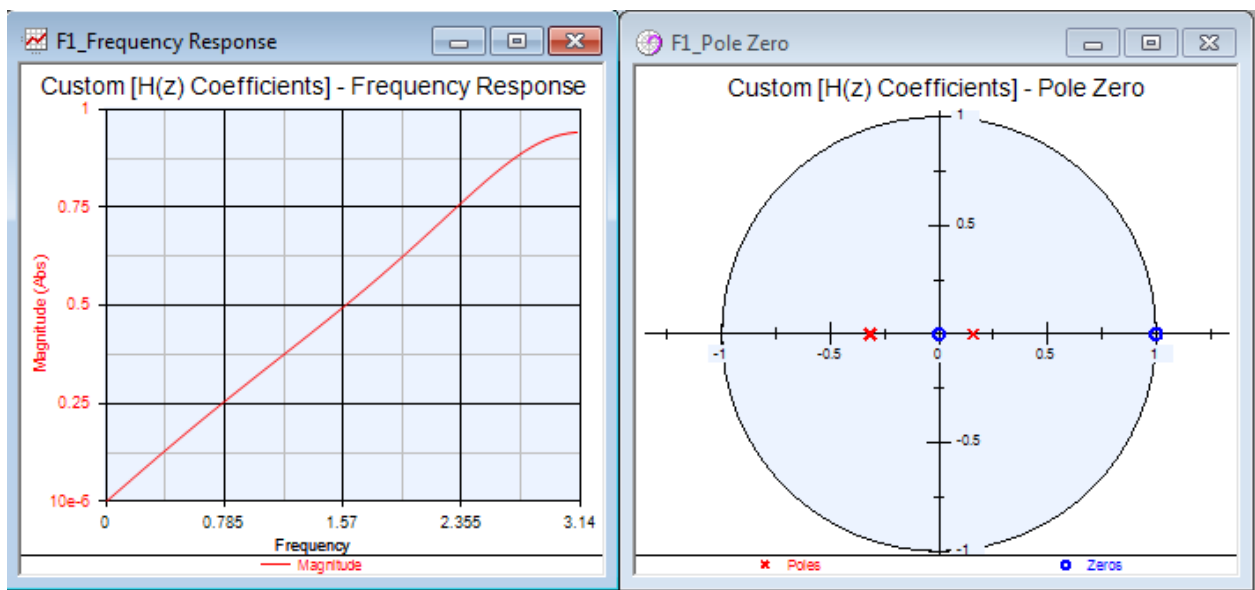 F1_Frequency Response
Custom [H(z) Coefficients] - Frequency Response
1
0.75
0.5
0.25
10e-6
Magnitude (Abs)
0 0.785 1.57 2.355 3.14
Frequency
Magnitude
F1_Pole Zero
Custom [H(z) Coefficients] - Pole Zero
1
0.5
-1 -0.5 0 0.5 1
-0.5
-1
Poles Zeros